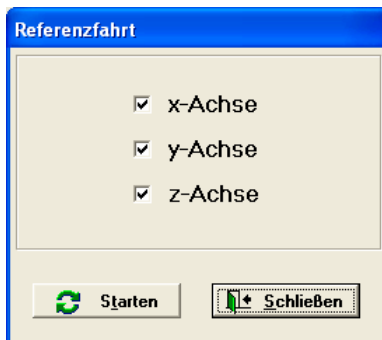 Referenzfahrt
x-Achse
y-Achse
z-Achse
Starten Schließen